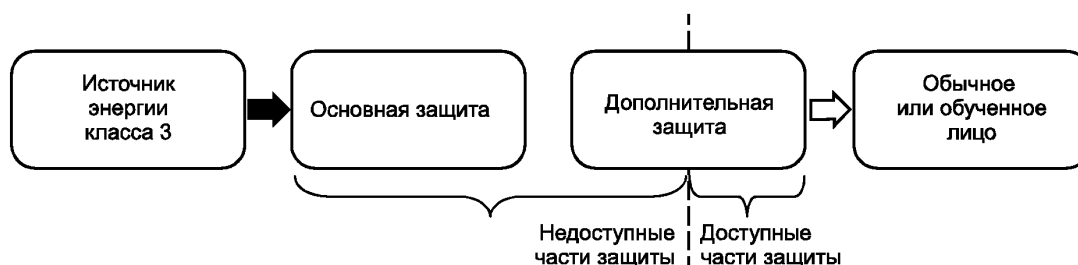 Источник
энергии
класса 3
Основная защита
Дополнительная
защита
Обычное
или обученное
лицо
Недоступные
части защиты
Доступные
части защиты